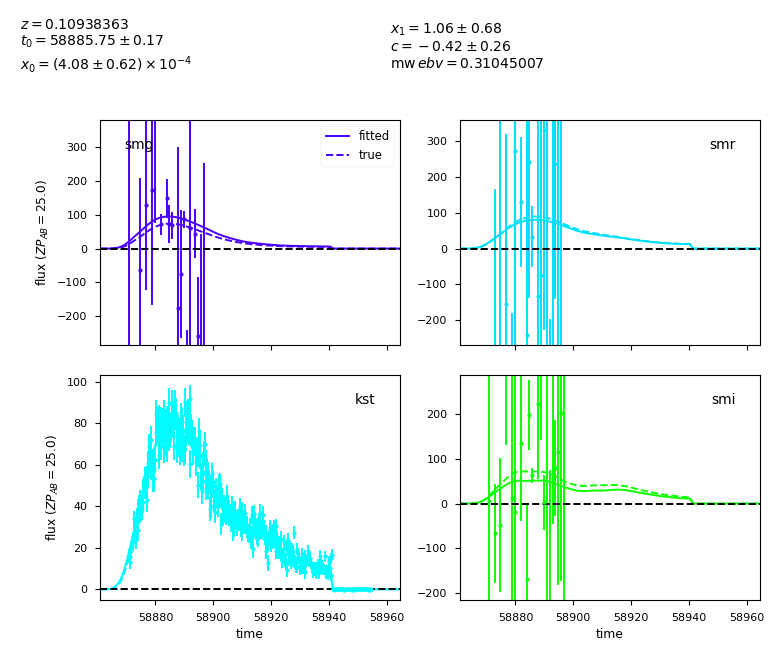 z = 0.10938363
t₀ = 58885.75 ± 0.17
x₀ = (4.08 ± 0.62) × 10⁻⁴
x₁ = 1.06 ± 0.68
c = −0.42 ± 0.26
mw ebv = 0.31045007
smg
fitted
true
flux (ZP_AB = 25.0)
300
200
100
0
−100
−200
smr
300
200
100
0
−100
−200
kst
flux (ZP_AB = 25.0)
100
80
60
40
20
0
58880 58900 58920 58940 58960
time
smi
200
100
0
−100
−200
58880 58900 58920 58940 58960
time